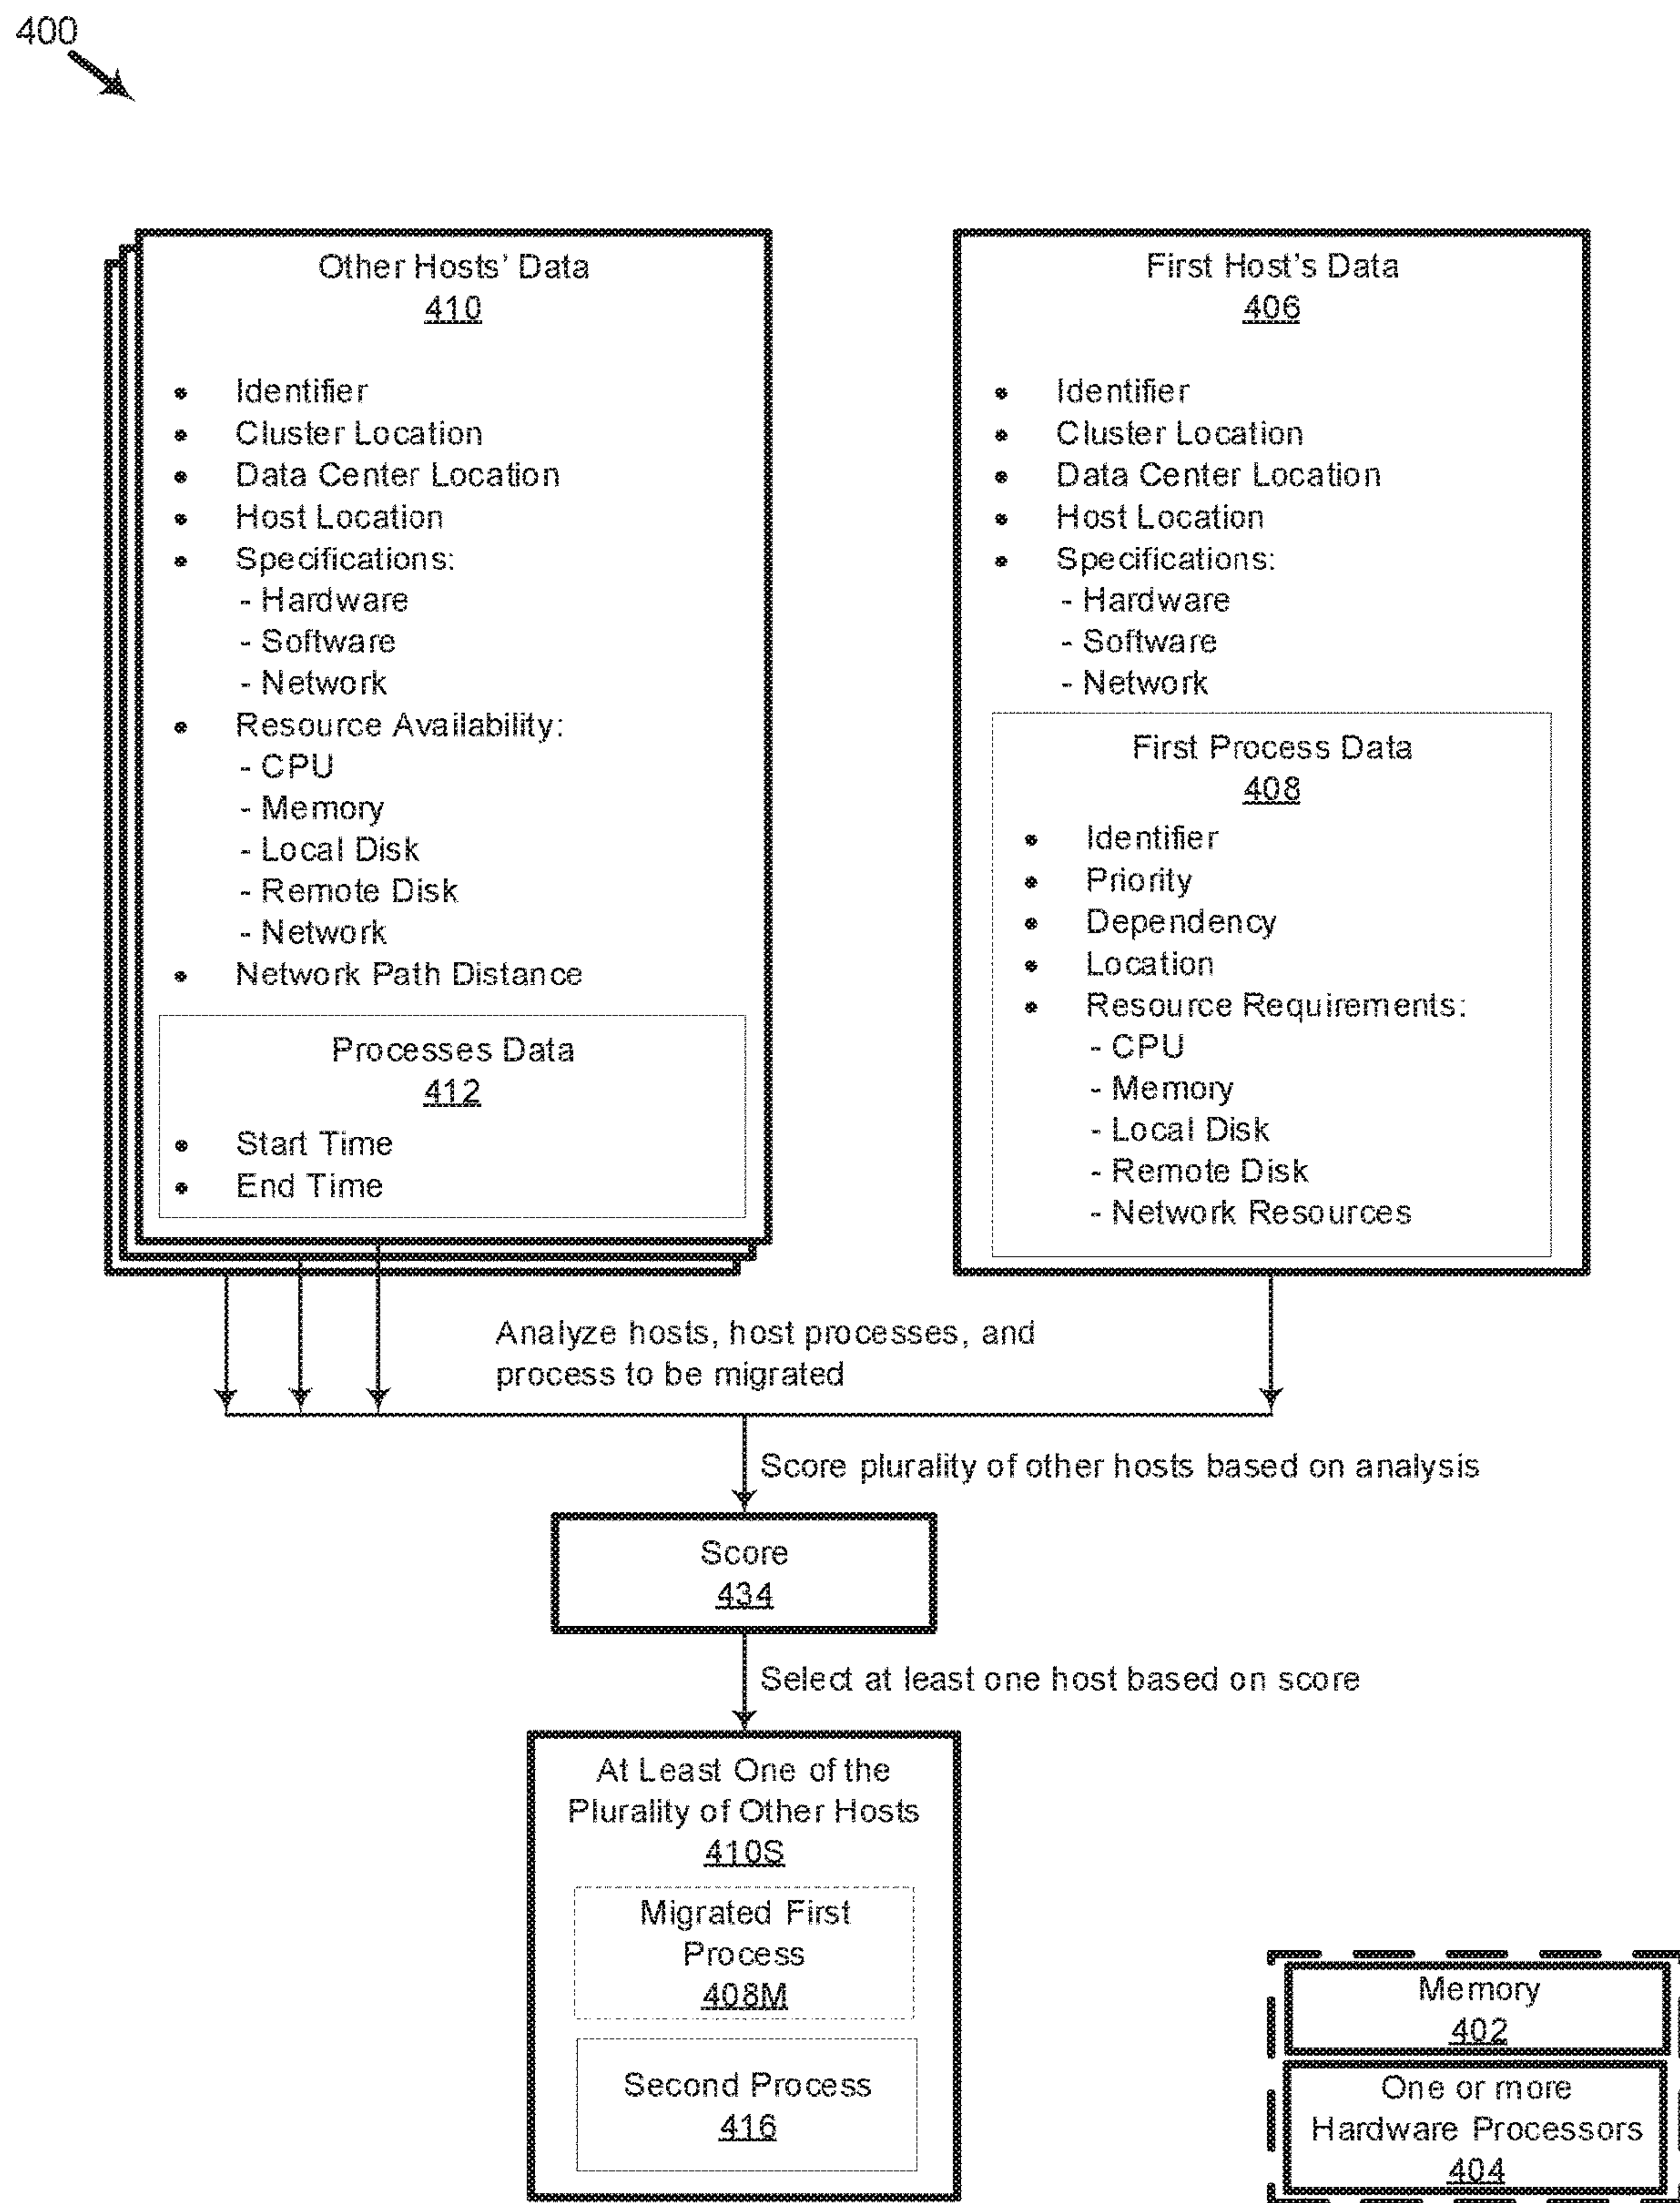 400
Other Hosts' Data
410
• Identifier
• Cluster Location
• Data Center Location
• Host Location
• Specifications:
- Hardware
- Software
- Network
• Resource Availability:
- CPU
- Memory
- Local Disk
- Remote Disk
- Network
• Network Path Distance
Processes Data
412
• Start Time
• End Time
First Host's Data
406
• Identifier
• Cluster Location
• Data Center Location
• Host Location
• Specifications:
- Hardware
- Software
- Network
First Process Data
408
• Identifier
• Priority
• Dependency
• Location
• Resource Requirements:
- CPU
- Memory
- Local Disk
- Remote Disk
- Network Resources
Analyze hosts, host processes, and
process to be migrated
Score plurality of other hosts based on analysis
Score
434
Select at least one host based on score
At Least One of the
Plurality of Other Hosts
410S
Migrated First
Process
408M
Second Process
416
Memory
402
One or more
Hardware Processors
404